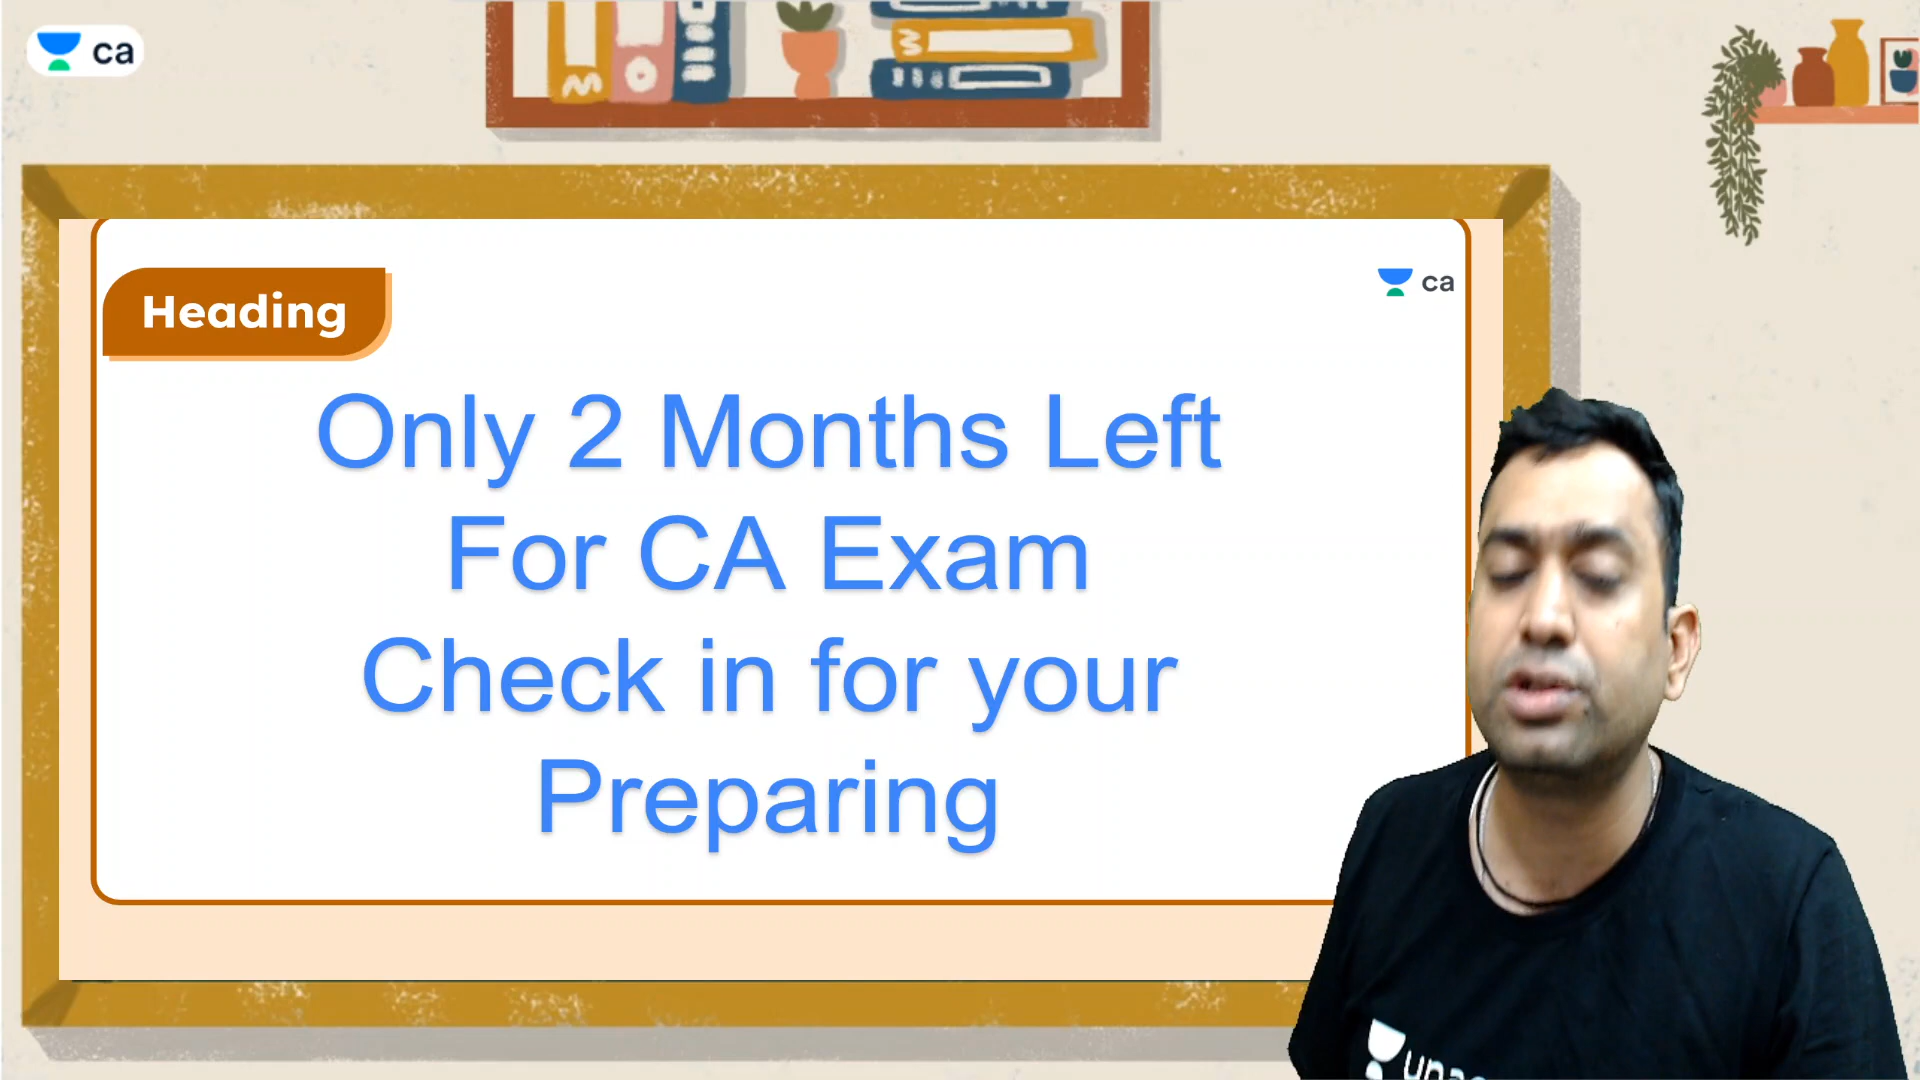 ca
Heading
ca
Only 2 Months Left
For CA Exam
Check in for your
Preparing